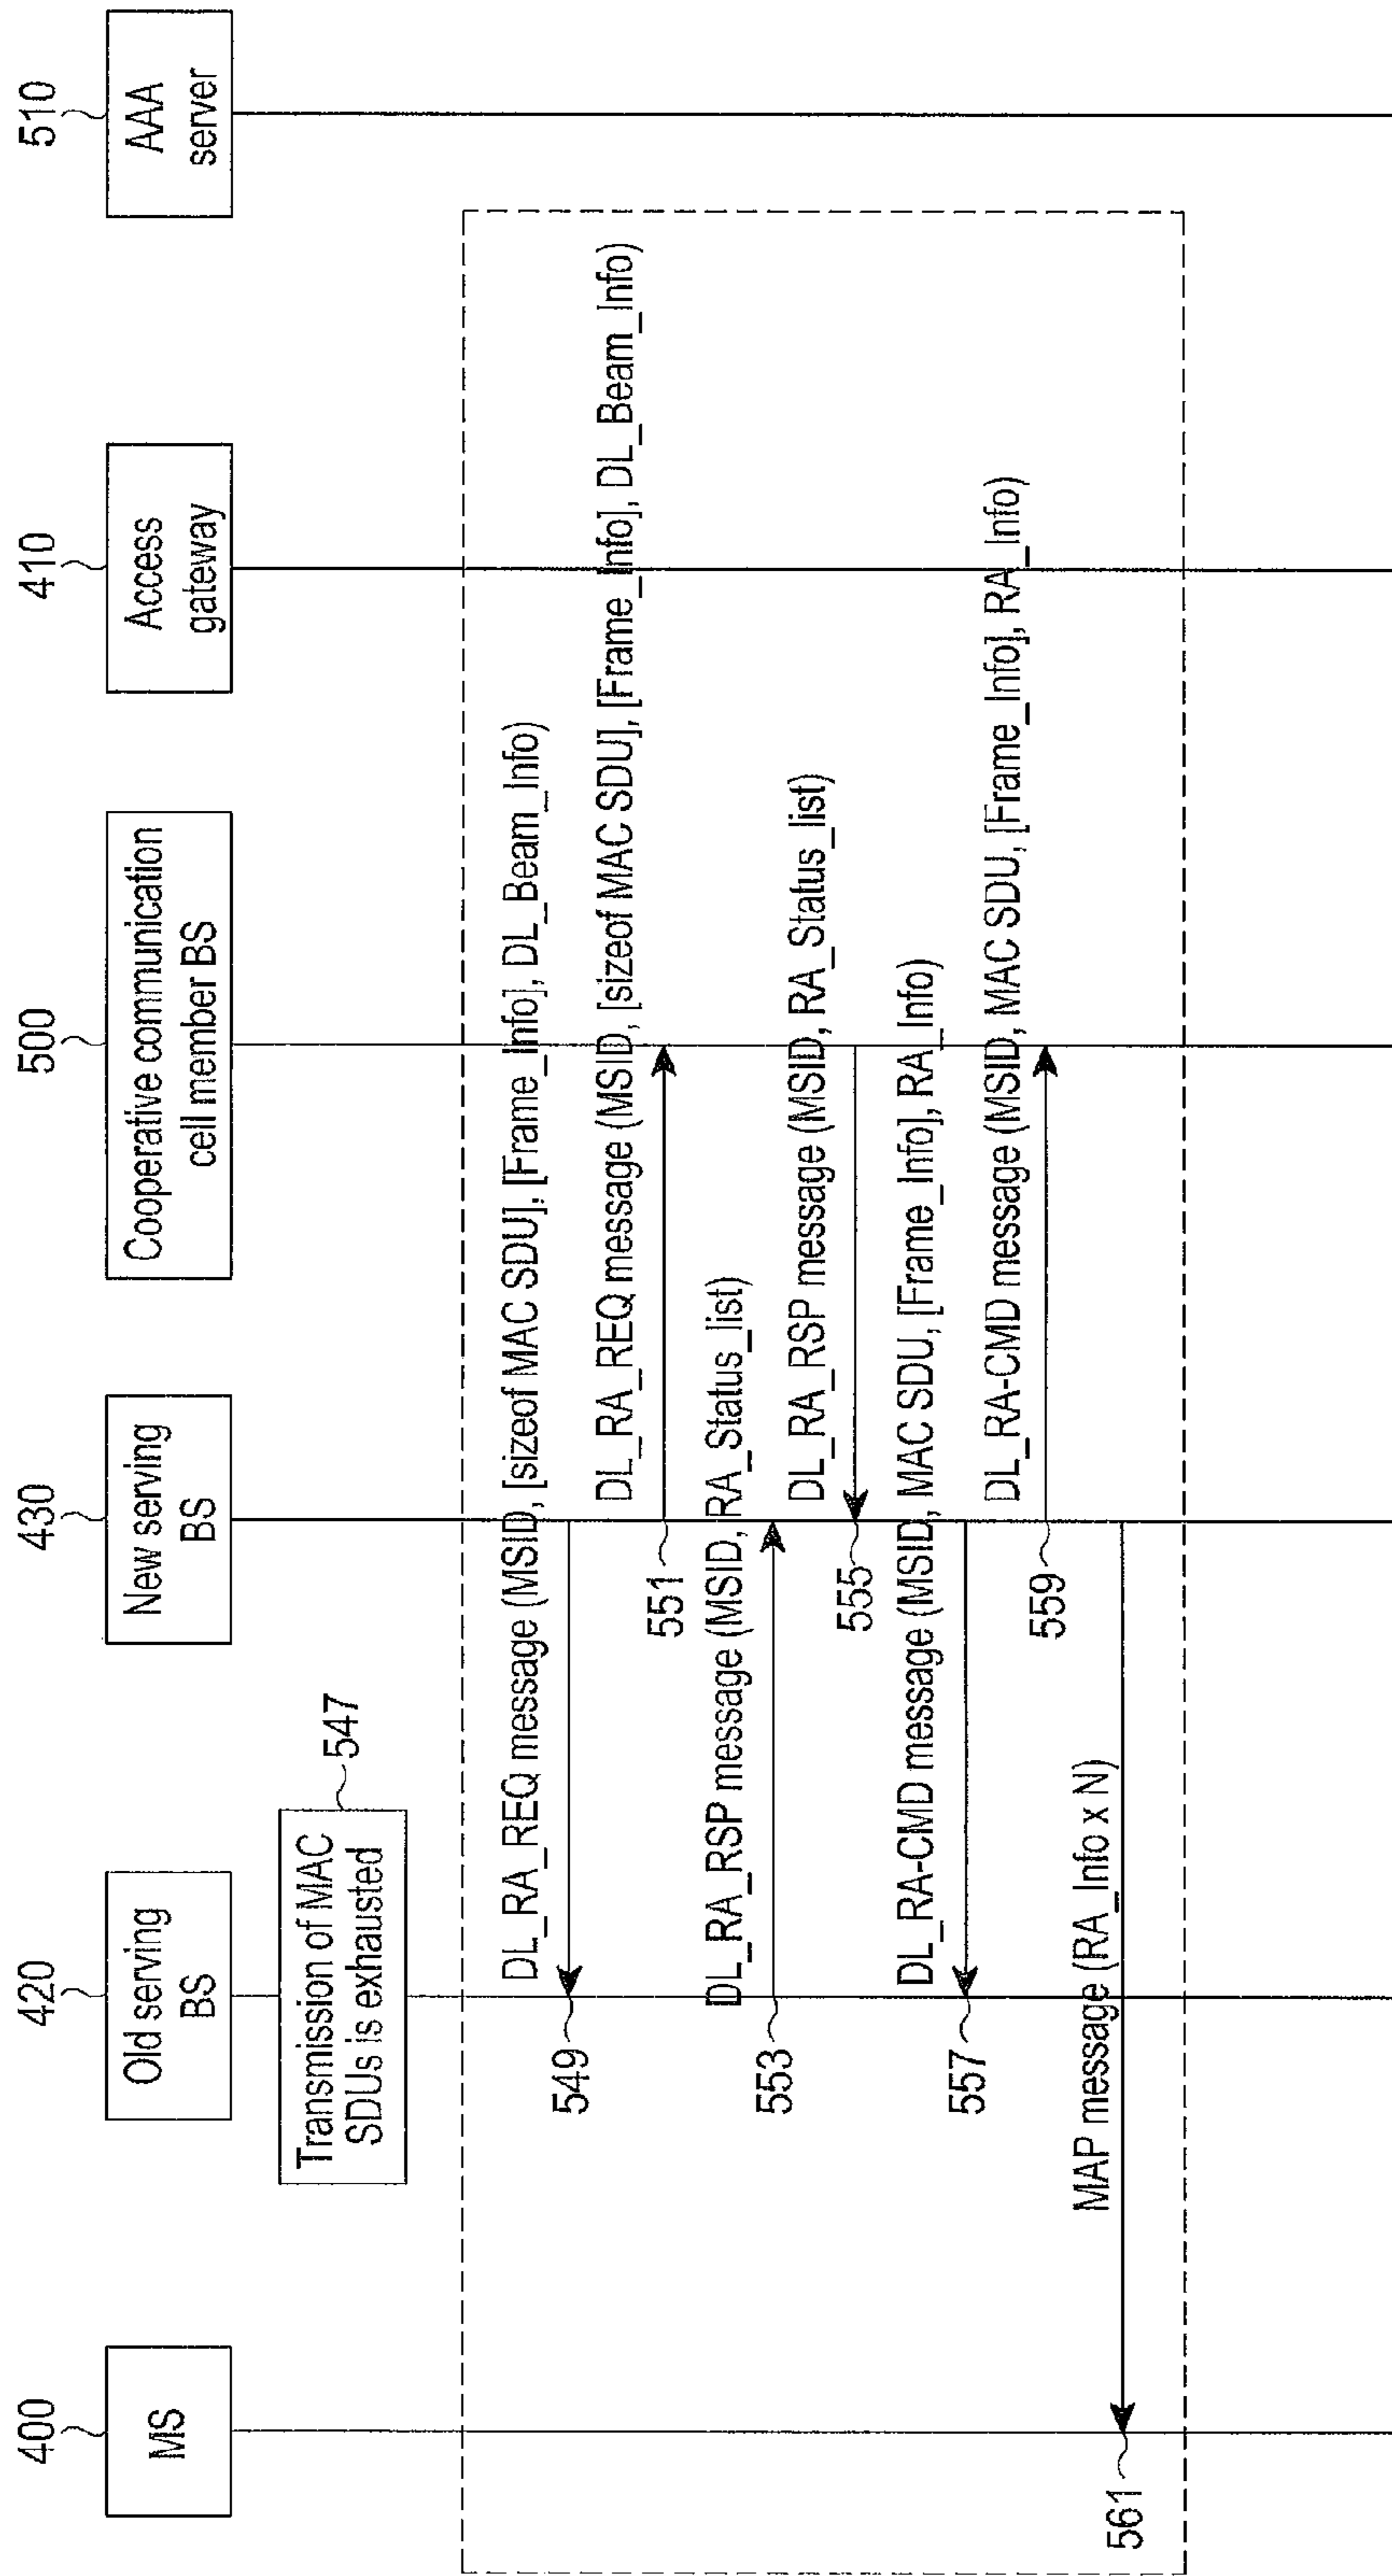 400
420
430
500
410
510
MS
Old serving
BS
New serving
BS
Cooperative communication
cell member BS
Access
gateway
AAA
server
Transmission of MAC
SDUs is exhausted
547
DL_RA_REQ message (MSID, [sizeof MAC SDU], [Frame_Info], DL_Beam_Info)
549
DL_RA_REQ message (MSID, [sizeof MAC SDU], [Frame_Info], DL_Beam_Info)
551
DL_RA_RSP message (MSID, RA_Status_list)
553
DL_RA_RSP message (MSID, RA_Status_list)
555
DL_RA-CMD message (MSID, MAC SDU, [Frame_Info], RA_Info)
557
DL_RA-CMD message (MSID, MAC SDU, [Frame_Info], RA_Info)
559
MAP message (RA_Info x N)
561